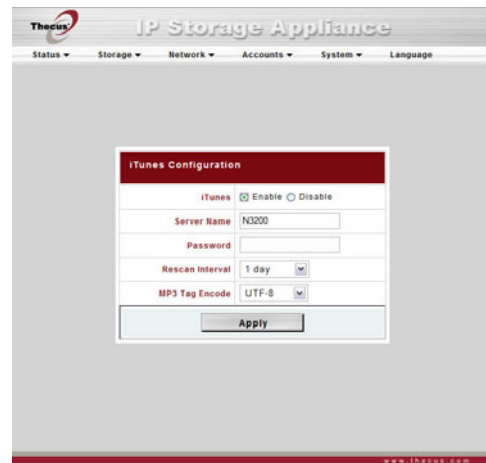 Thecus
IP Storage Appliance
Status Storage Network Accounts System Language
iTunes Configuration
iTunes Enable Disable
Server Name N3200
Password
Rescan Interval 1 day
MP3 Tag Encode UTF-8
Apply
www.thecus.com